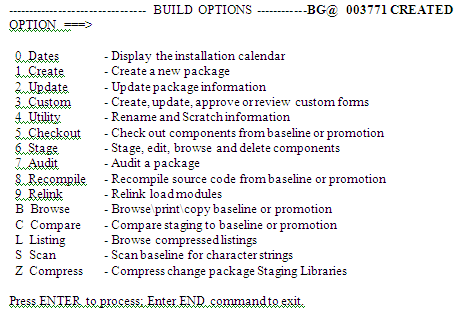 ------------------------------ BUILD OPTIONS -----------BG@ 003771 CREATED
OPTION ===>
0 Dates - Display the installation calendar
1 Create - Create a new package
2 Update - Update package information
3 Custom - Create, update, approve or review custom forms
4 Utility - Rename and Scratch information
5 Checkout - Check out components from baseline or promotion
6 Stage - Stage, edit, browse and delete components
7 Audit - Audit a package
8 Recompile - Recompile source code from baseline or promotion
9 Relink - Relink load modules
B Browse - Browse\print\copy baseline or promotion
C Compare - Compare staging to baseline or promotion
L Listing - Browse compressed listings
S Scan - Scan baseline for character strings
Z Compress - Compress change package Staging Libraries
Press ENTER to process; Enter END command to exit.